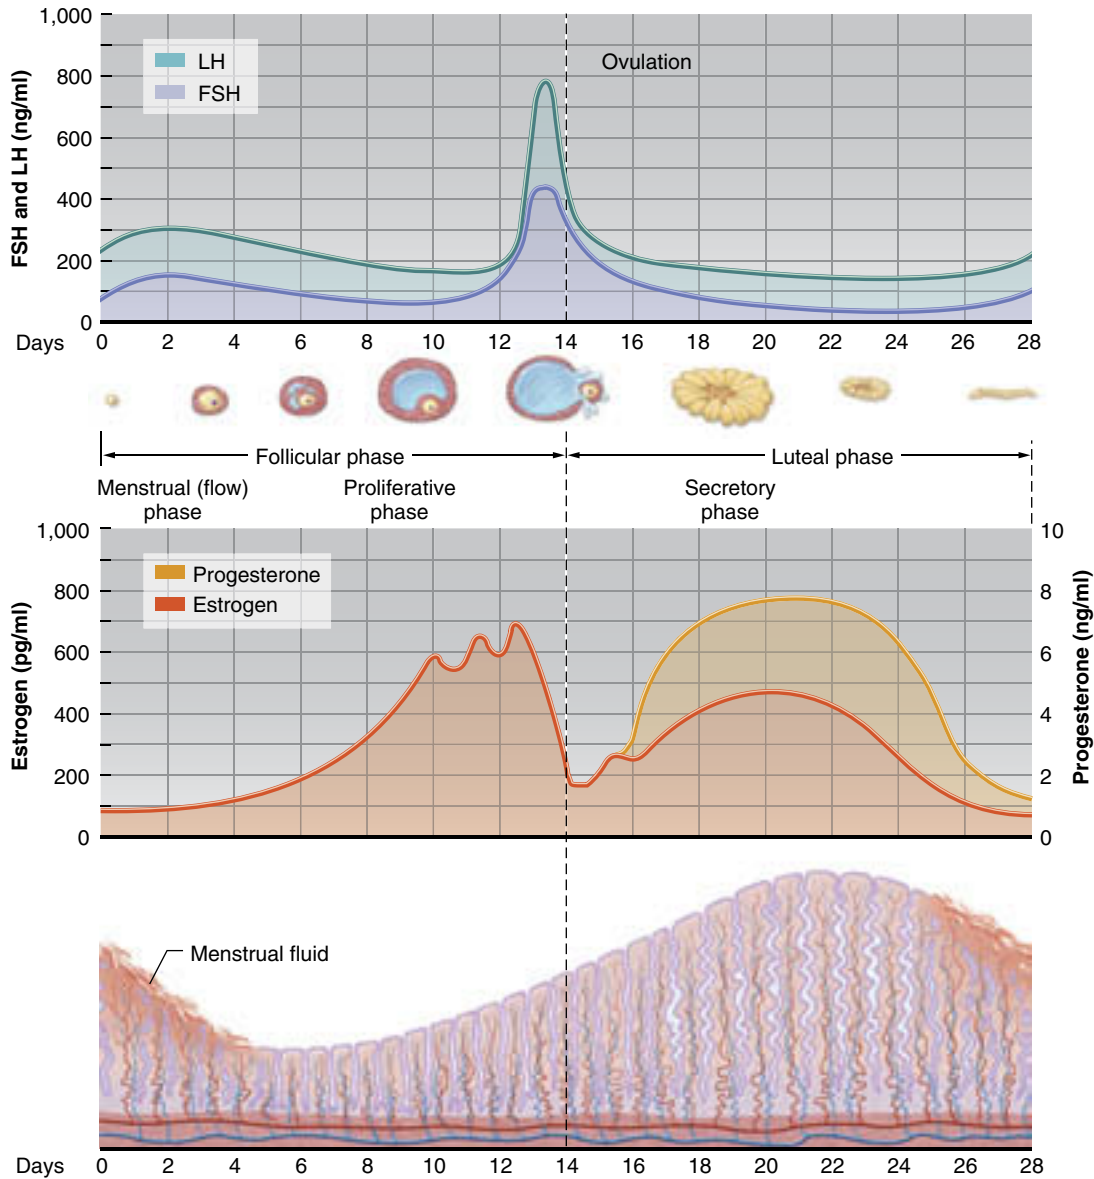 1,000
800
600
400
200
0
FSH and LH (ng/ml)
LH
FSH
Ovulation
Days
0 2 4 6 8 10 12 14 16 18 20 22 24 26 28
Follicular phase
Luteal phase
Menstrual (flow)
phase
Proliferative
phase
Secretory
phase
1,000
800
600
400
200
0
Estrogen (pg/ml)
Progesterone
Estrogen
10
8
6
4
2
0
Progesterone (ng/ml)
Menstrual fluid
Days
0 2 4 6 8 10 12 14 16 18 20 22 24 26 28